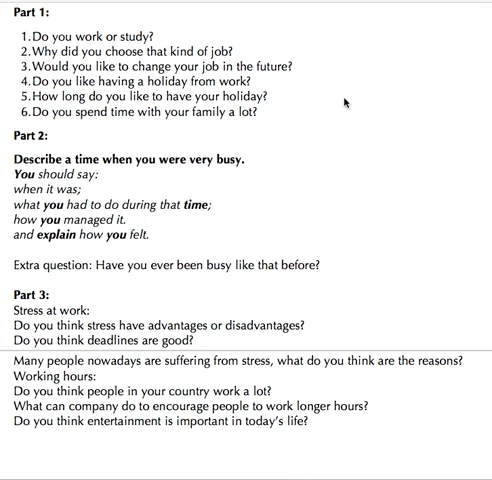 Part 1:
1. Do you work or study?
2. Why did you choose that kind of job?
3. Would you like to change your job in the future?
4. Do you like having a holiday from work?
5. How long do you like to have your holiday?
6. Do you spend time with your family a lot?
Part 2:
Describe a time when you were very busy.
You should say:
when it was;
what you had to do during that time;
how you managed it.
and explain how you felt.
Extra question: Have you ever been busy like that before?
Part 3:
Stress at work:
Do you think stress have advantages or disadvantages?
Do you think deadlines are good?
Many people nowadays are suffering from stress, what do you think are the reasons?
Working hours:
Do you think people in your country work a lot?
What can company do to encourage people to work longer hours?
Do you think entertainment is important in today's life?